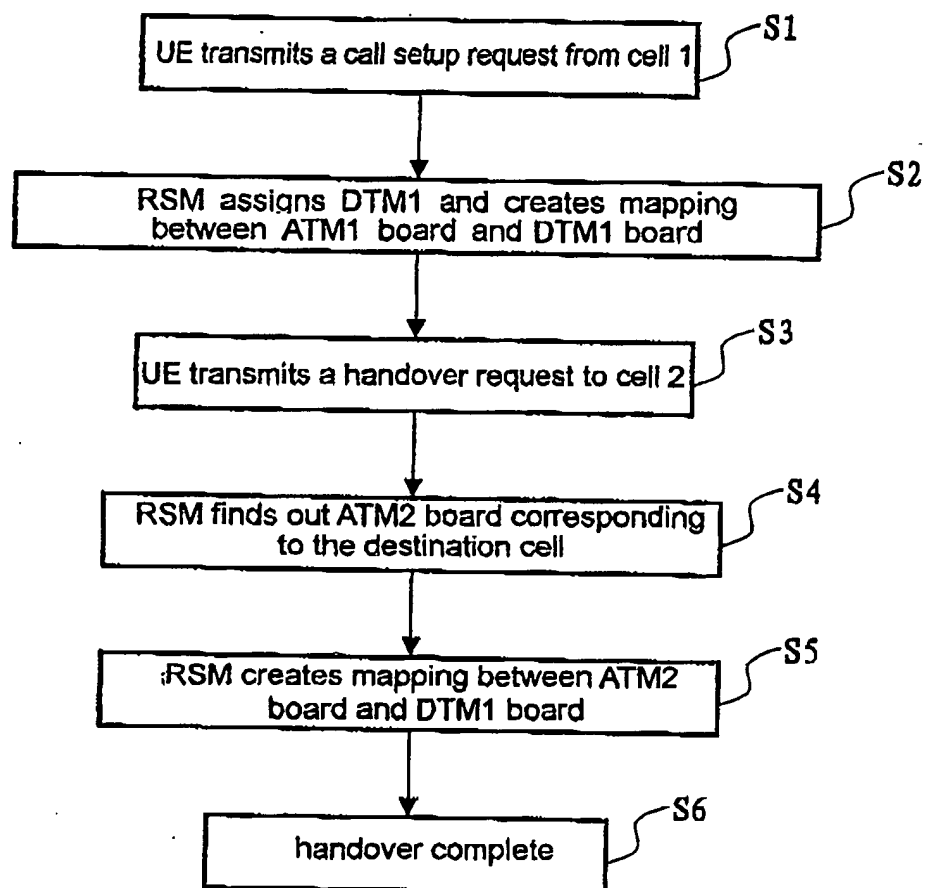 UE transmits a call setup request from cell 1
S1
RSM assigns DTM1 and creates mapping
between ATM1 board and DTM1 board
S2
UE transmits a handover request to cell 2
S3
RSM finds out ATM2 board corresponding
to the destination cell
S4
RSM creates mapping between ATM2
board and DTM1 board
S5
handover complete
S6